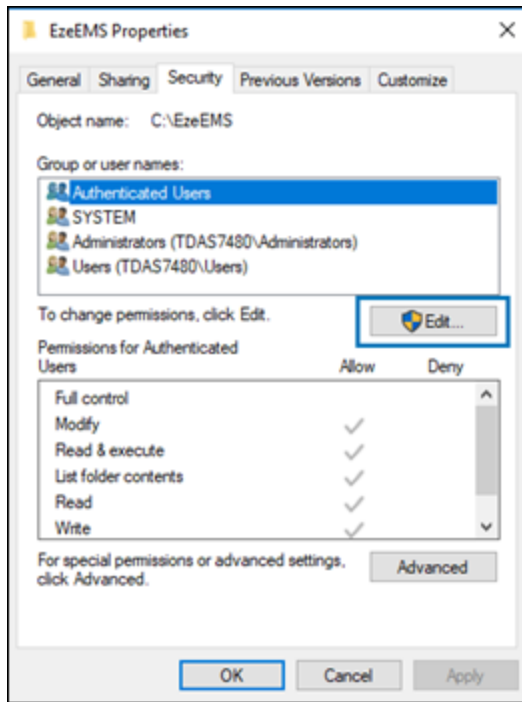 EzeEMS Properties
General Sharing Security Previous Versions Customize
Object name: C:\EzeEMS
Group or user names:
Authenticated Users
SYSTEM
Administrators (TDAS7480\Administrators)
Users (TDAS7480\Users)
To change permissions, click Edit.
Edit...
Permissions for Authenticated
Users Allow Deny
Full control
Modify
Read & execute
List folder contents
Read
Write
For special permissions or advanced settings,
click Advanced.
Advanced
OK Cancel Apply